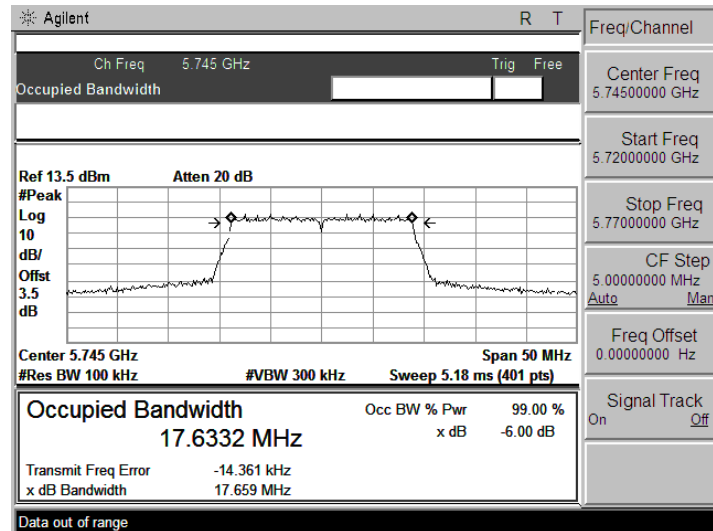 Agilent R T
Freq/Channel
Ch Freq 5.745 GHz Trig Free
Occupied Bandwidth
Center Freq
5.74500000 GHz
Start Freq
5.72000000 GHz
Stop Freq
5.77000000 GHz
CF Step
5.00000000 MHz
Auto Man
Freq Offset
0.00000000 Hz
Signal Track
On Off
Ref 13.5 dBm Atten 20 dB
#Peak
Log
10
dB/
Offst
3.5
dB
Center 5.745 GHz Span 50 MHz
#Res BW 100 kHz #VBW 300 kHz Sweep 5.18 ms (401 pts)
Occupied Bandwidth
17.6332 MHz
Occ BW % Pwr 99.00 %
x dB -6.00 dB
Transmit Freq Error -14.361 kHz
x dB Bandwidth 17.659 MHz
Data out of range